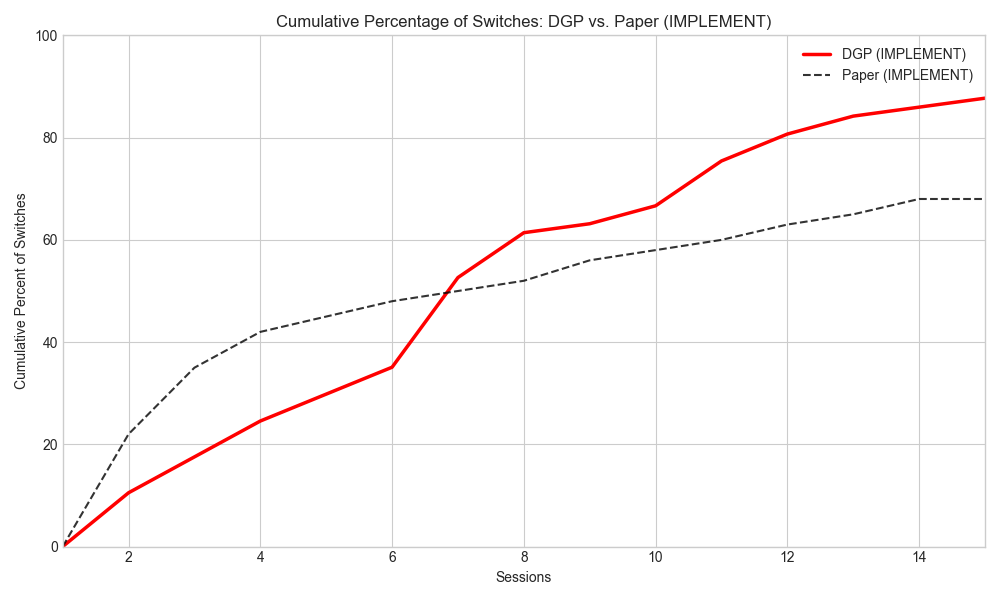 Cumulative Percentage of Switches: DGP vs. Paper (IMPLEMENT)
DGP (IMPLEMENT)
Paper (IMPLEMENT)
Cumulative Percent of Switches
100
80
60
40
20
0
2 4 6 8 10 12 14
Sessions